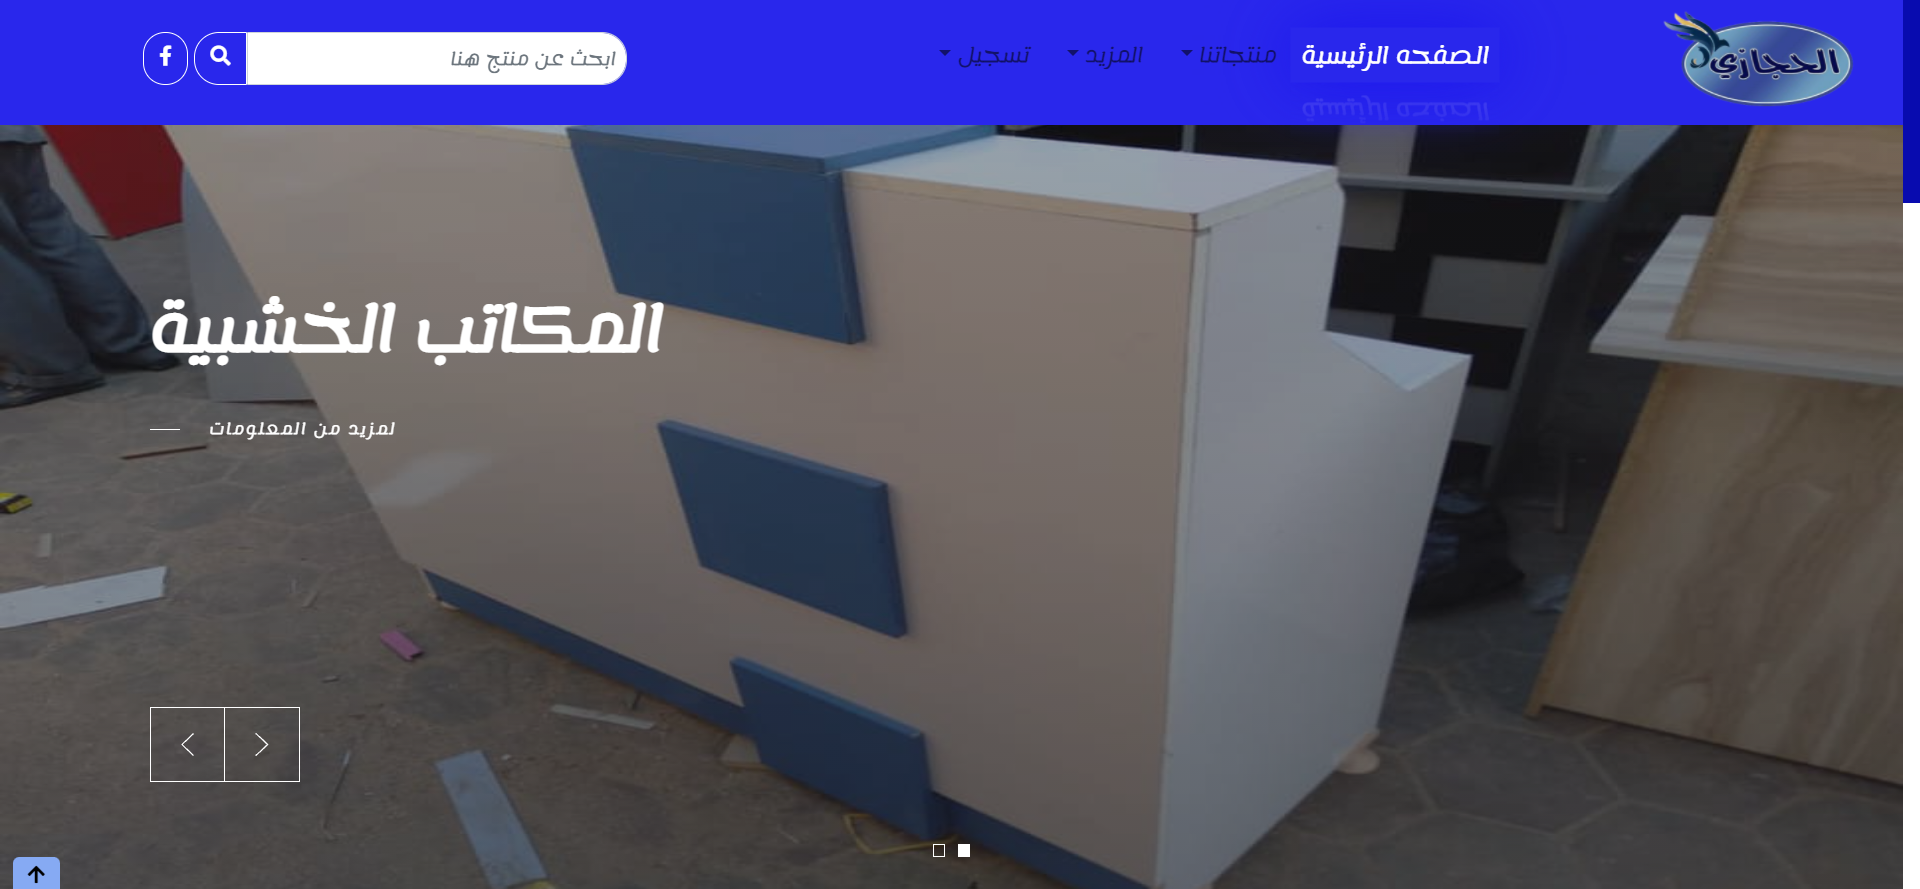 الحجازي
الصفحه الرئيسية
منتجاتنا
المزيد
تسجيل
ابحث عن منتج هنا
المكاتب الخشبية
لمزيد من المعلومات